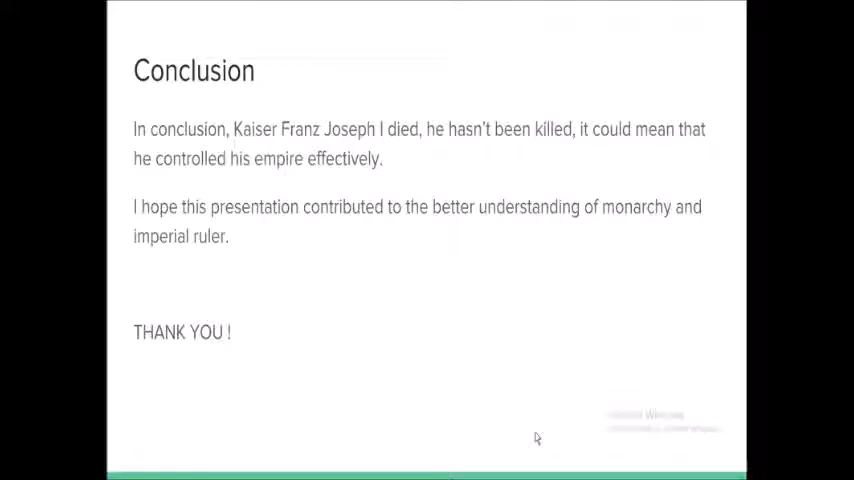 Conclusion
In conclusion, Kaiser Franz Joseph I died, he hasn't been killed, it could mean that
he controlled his empire effectively.
I hope this presentation contributed to the better understanding of monarchy and
imperial ruler.
THANK YOU !